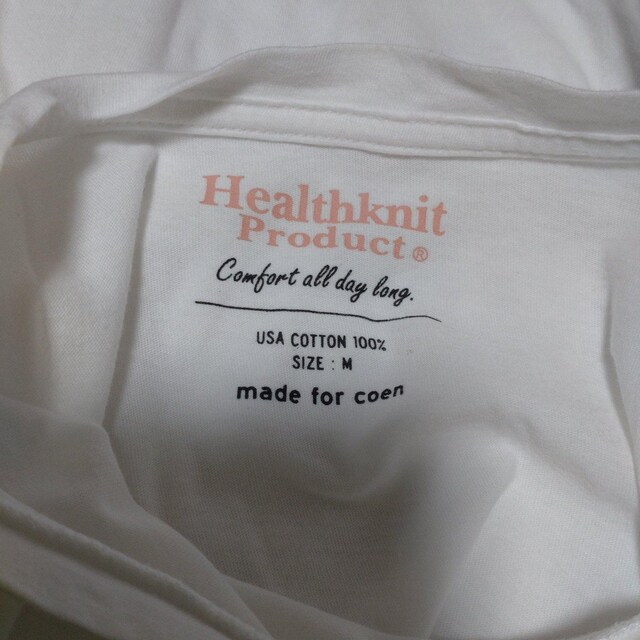 Healthknit
Product®
Comfort all day long.
USA COTTON 100%
SIZE : M
made for coen